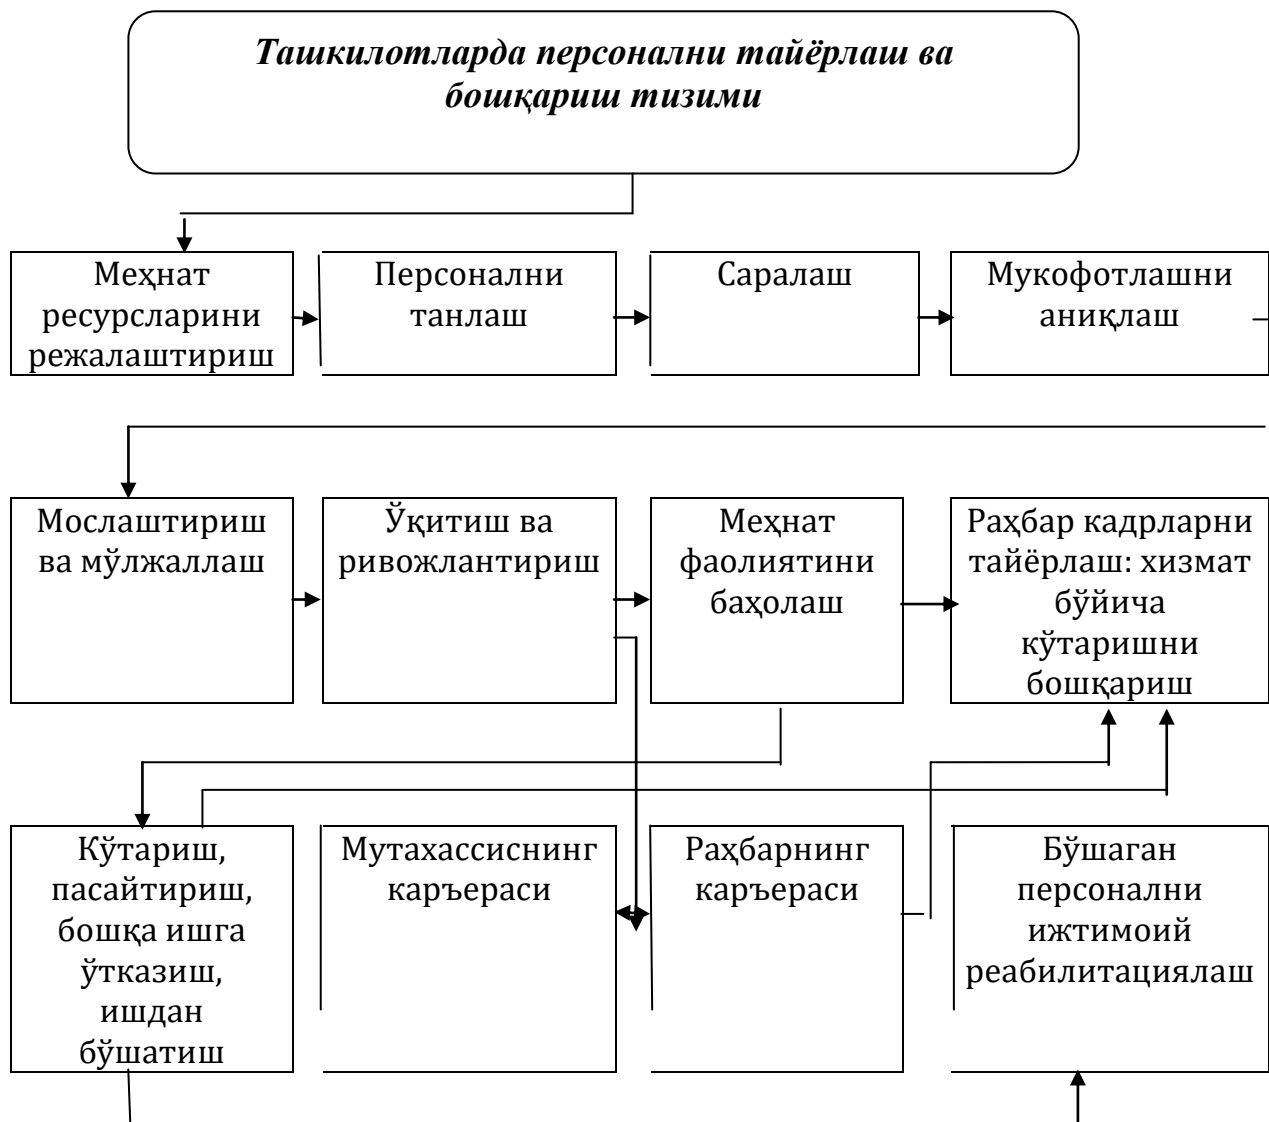 Ташкилотларда персонални тайёрлаш ва
бошқариш тизими
Меҳнат
ресурсларини
режалаштириш
Персонални
танлаш
Саралаш
Мукофотлашни
аниқлаш
Мослаштириш
ва мўлжаллаш
Ўқитиш ва
ривожлантириш
Меҳнат
фаолиятини
баҳолаш
Раҳбар кадрларни
тайёрлаш: хизмат
бўйича
кўтаришни
бошқариш
Кўтариш,
пасайтириш,
бошқа ишга
ўтказиш,
ишдан
бўшатиш
Мутахассиснинг
каръераси
Раҳбарнинг
каръераси
Бўшаган
персонални
ижтимоий
реабилитациялаш